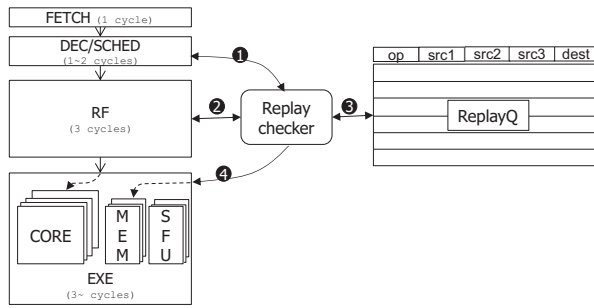 FETCH (1 cycle)
DEC/SCHED
(1~2 cycles)
1
op src1 src2 src3 dest
RF
(3 cycles)
2
Replay
checker
3
ReplayQ
4
CORE
M
E
M
S
F
U
EXE
(3~ cycles)